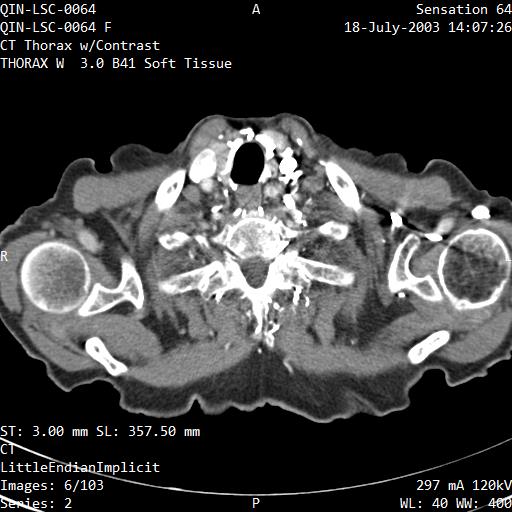 QIN-LSC-0064
A
Sensation 64
QIN-LSC-0064 F
18-July-2003 14:07:26
CT Thorax w/Contrast
THORAX W  3.0 B41 Soft Tissue
R
L
ST: 3.00 mm SL: 357.50 mm
CT
LittleEndianImplicit
Images: 6/103
297 mA 120kV
Series: 2
P
WL: 40 WW: 400